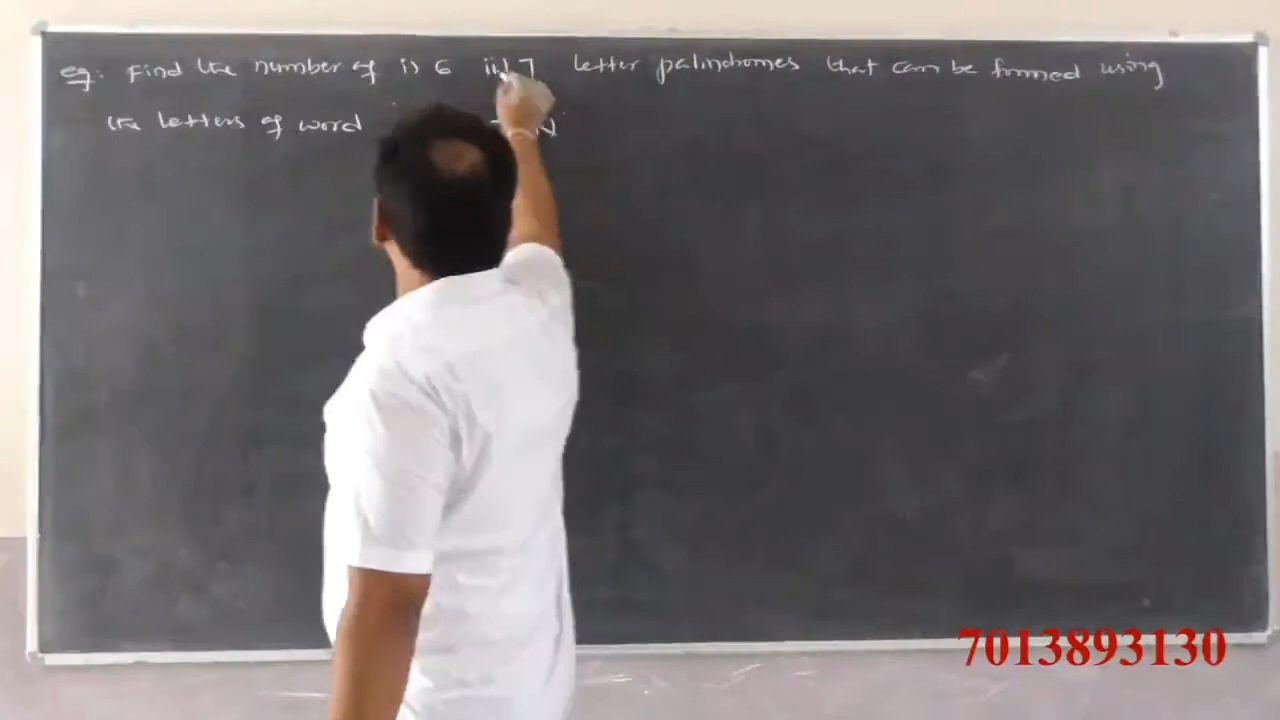 eg: Find the number of i) 6 ii) 7 letter palindromes that can be formed using
the letters of word
7013893130